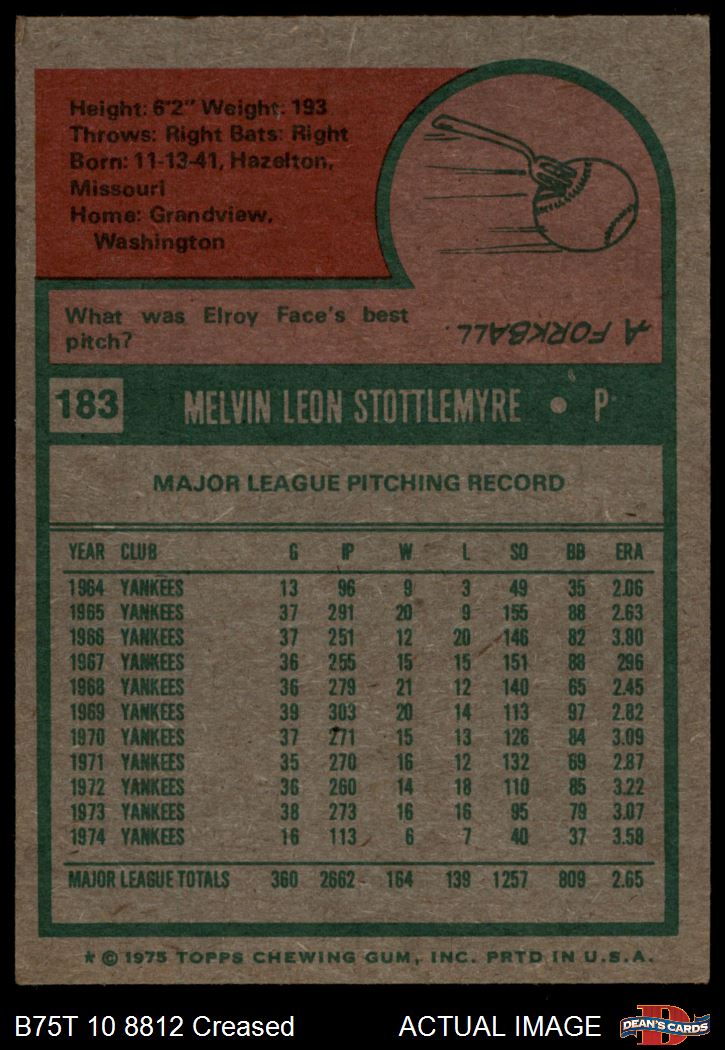 Height: 6'2" Weight: 193
Throws: Right Bats: Right
Born: 11-13-41, Hazelton,
Missouri
Home: Grandview,
Washington
What was Elroy Face's best
pitch?
A FORKBALL.
183 MELVIN LEON STOTTLEMYRE • P
MAJOR LEAGUE PITCHING RECORD
YEAR CLUB G IP W L SO BB ERA
1964 YANKEES 13 96 9 3 49 35 2.06
1965 YANKEES 37 291 20 9 155 88 2.63
1966 YANKEES 37 251 12 20 146 82 3.80
1967 YANKEES 36 255 15 15 151 88 296
1968 YANKEES 36 279 21 12 140 65 2.45
1969 YANKEES 39 303 20 14 113 97 2.82
1970 YANKEES 37 271 15 13 126 84 3.09
1971 YANKEES 35 270 16 12 132 69 2.87
1972 YANKEES 36 260 14 18 110 85 3.22
1973 YANKEES 38 273 16 16 95 79 3.07
1974 YANKEES 16 113 6 7 40 37 3.58
MAJOR LEAGUE TOTALS 360 2662 164 139 1257 809 2.65
* © 1975 TOPPS CHEWING GUM, INC. PRTD IN U.S.A.
B75T 10 8812 Creased ACTUAL IMAGE DEAN'S CARDS